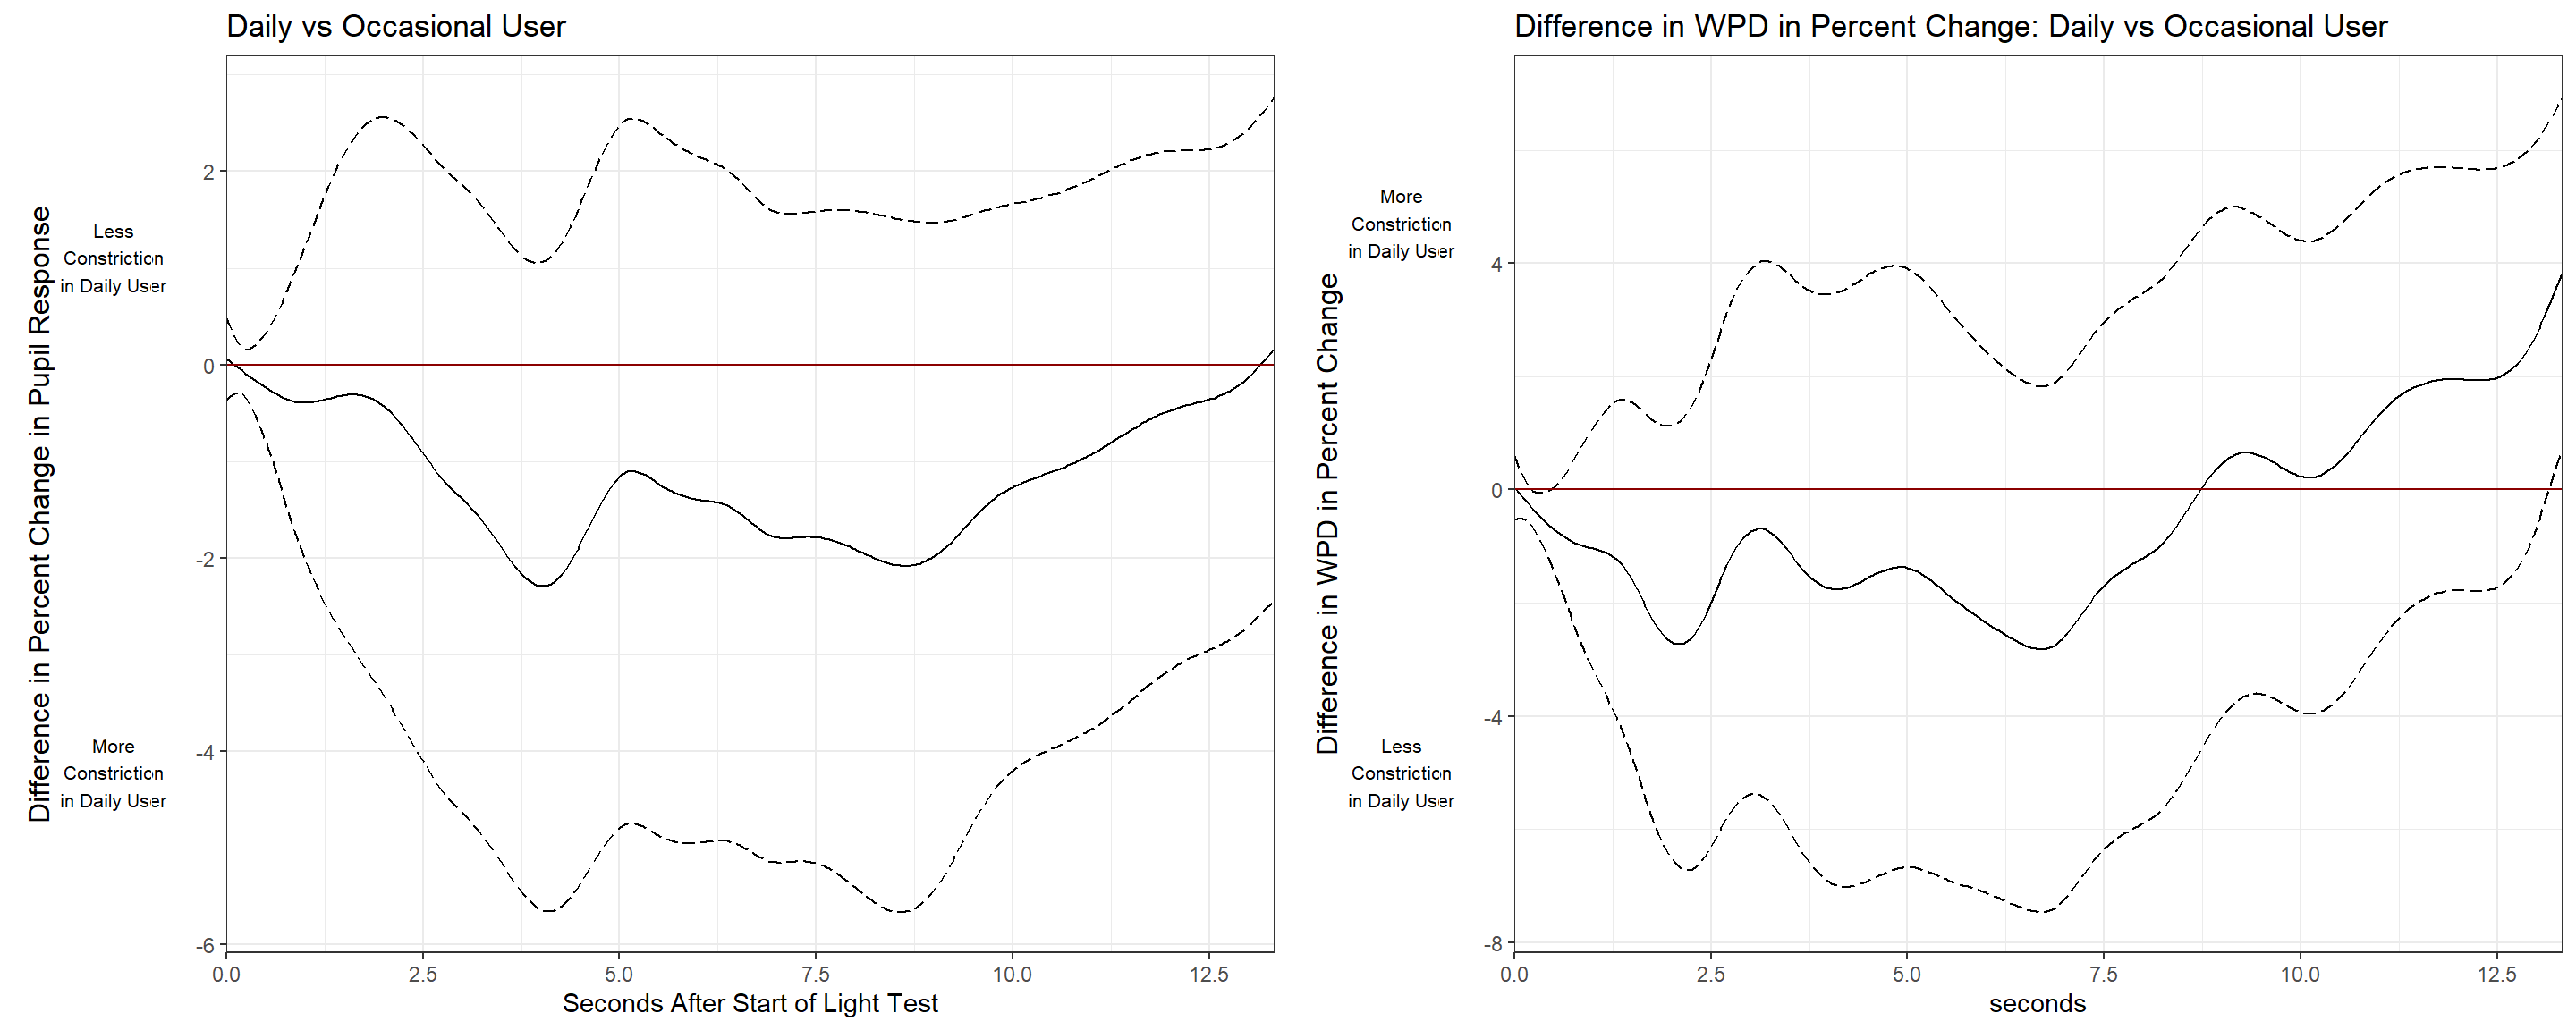 Daily vs Occasional User
Difference in Percent Change in Pupil Response
Less
Constriction
in Daily User
More
Constriction
in Daily User
2
0
-2
-4
-6
0.0
2.5
5.0
7.5
10.0
12.5
Seconds After Start of Light Test
Difference in WPD in Percent Change: Daily vs Occasional User
Difference in WPD in Percent Change
More
Constriction
in Daily User
Less
Constriction
in Daily User
4
0
-4
-8
0.0
2.5
5.0
7.5
10.0
12.5
seconds